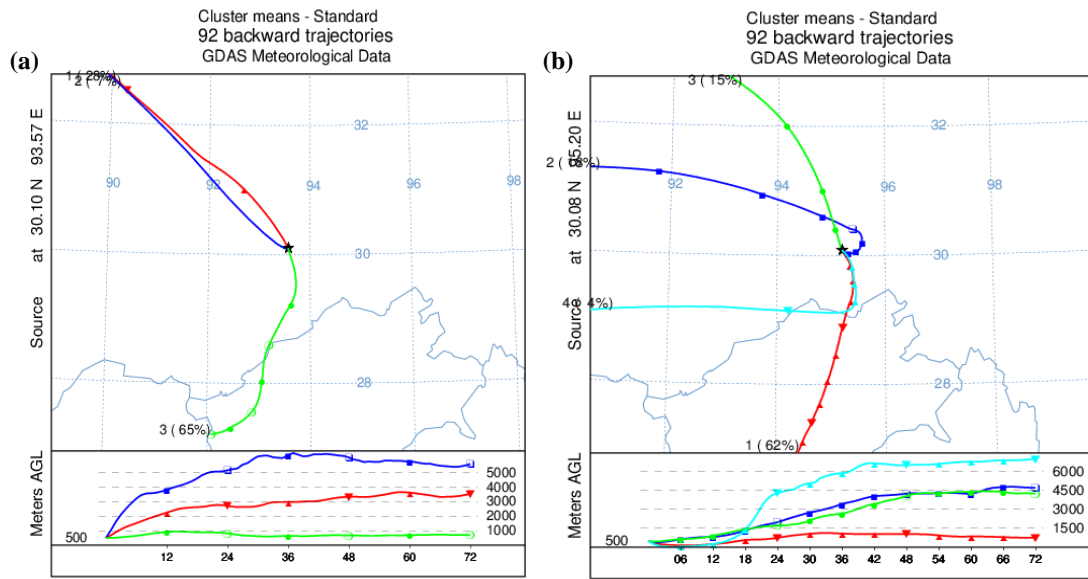 (a)
Cluster means - Standard
92 backward trajectories
GDAS Meteorological Data
Source at 30.10 N 93.57 E
1 ( 28%)
2 ( 7%)
3 ( 65%)
90 92 94 96 98
32
30
28
Meters AGL
500
5000
4000
3000
2000
1000
12 24 36 48 60 72
(b)
Cluster means - Standard
92 backward trajectories
GDAS Meteorological Data
Source at 30.08 N 95.20 E
3 ( 15%)
4 ( 4%)
1 ( 62%)
92 94 96 98
32
30
28
Meters AGL
500
6000
4500
3000
1500
06 12 18 24 30 36 42 48 54 60 66 72